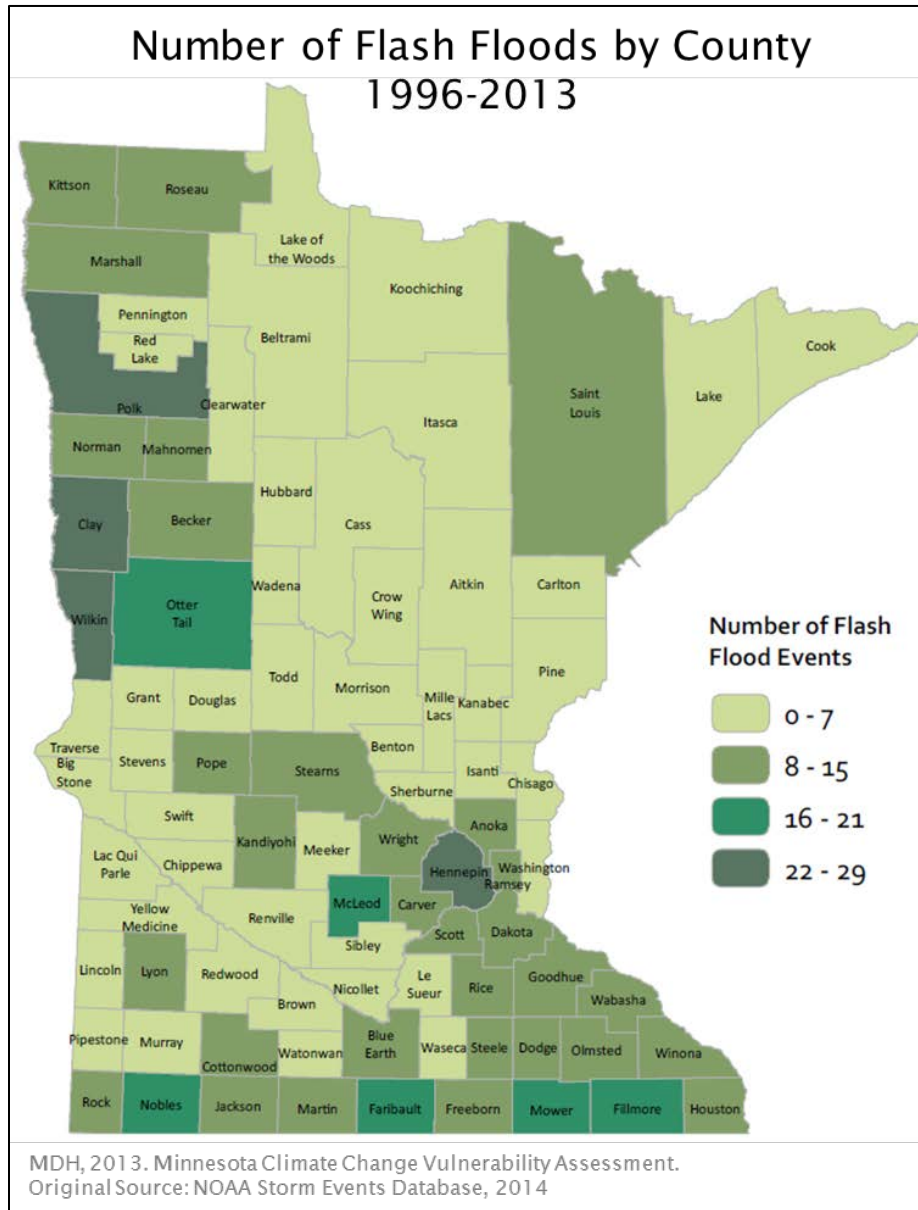 Number of Flash Floods by County
1996-2013
Kittson
Roseau
Lake of
the Woods
Marshall
Koochiching
Pennington
Red
Lake
Beltrami
Cook
Polk
Clearwater
Saint
Louis
Lake
Itasca
Norman
Mahnomen
Hubbard
Clay
Becker
Cass
Wadena
Aitkin
Carlton
Otter
Tail
Crow
Wing
Wilkin
Number of Flash
Flood Events
0 - 7
8 - 15
16 - 21
22 - 29
Pine
Todd
Morrison
Grant
Douglas
Mille
Lacs
Kanabec
Traverse
Big
Stone
Stevens
Pope
Stearns
Benton
Isanti
Chisago
Sherburne
Swift
Kandiyohi
Meeker
Wright
Anoka
Lac Qui
Parle
Chippewa
Hennepin
Washington
Ramsey
McLeod
Carver
Yellow
Medicine
Renville
Scott
Dakota
Sibley
Lincoln
Lyon
Redwood
Nicollet
Le
Sueur
Rice
Goodhue
Brown
Wabasha
Pipestone
Murray
Cottonwood
Watonwan
Blue
Earth
Waseca
Steele
Dodge
Olmsted
Winona
Rock
Nobles
Jackson
Martin
Faribault
Freeborn
Mower
Fillmore
Houston
MDH, 2013. Minnesota Climate Change Vulnerability Assessment.
Original Source: NOAA Storm Events Database, 2014